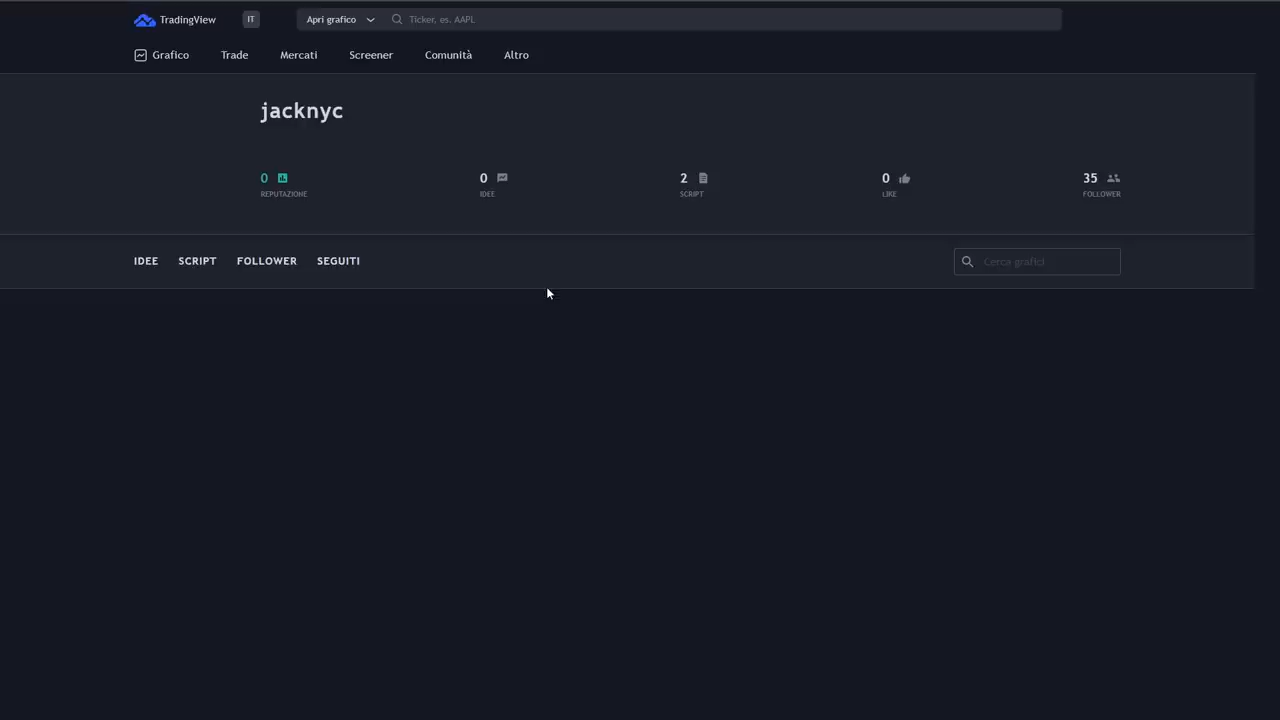 TradingView IT Apri grafico Ticker, es. AAPL
Grafico Trade Mercati Screener Comunità Altro
jacknyc
0 0 2 0 35
REPUTAZIONE IDEE SCRIPT LIKE FOLLOWER
IDEE SCRIPT FOLLOWER SEGUITI Cerca grafici